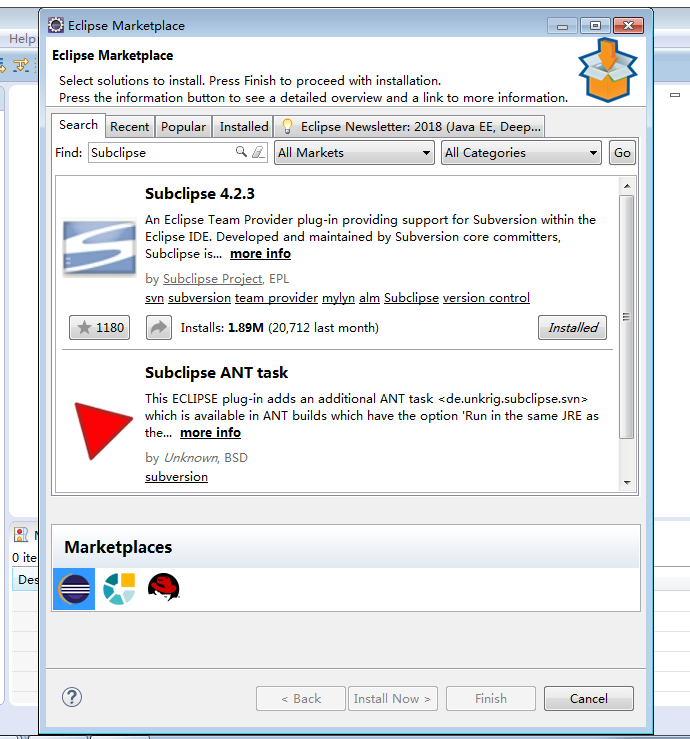 Eclipse Marketplace
Help
Eclipse Marketplace
Select solutions to install. Press Finish to proceed with installation.
Press the information button to see a detailed overview and a link to more information.
Search Recent Popular Installed Eclipse Newsletter: 2018 (Java EE, Deep...
Find: Subclipse All Markets All Categories Go
Subclipse 4.2.3
An Eclipse Team Provider plug-in providing support for Subversion within the
Eclipse IDE. Developed and maintained by Subversion core committers,
Subclipse is... more info
by Subclipse Project, EPL
svn subversion team provider mylyn alm Subclipse version control
1180 Installs: 1.89M (20,712 last month) Installed
Subclipse ANT task
This ECLIPSE plug-in adds an additional ANT task <de.unkrig.subclipse.svn>
which is available in ANT builds which have the option 'Run in the same JRE as
the... more info
by Unknown, BSD
subversion
Marketplaces
0 ite
Des
? < Back Install Now > Finish Cancel